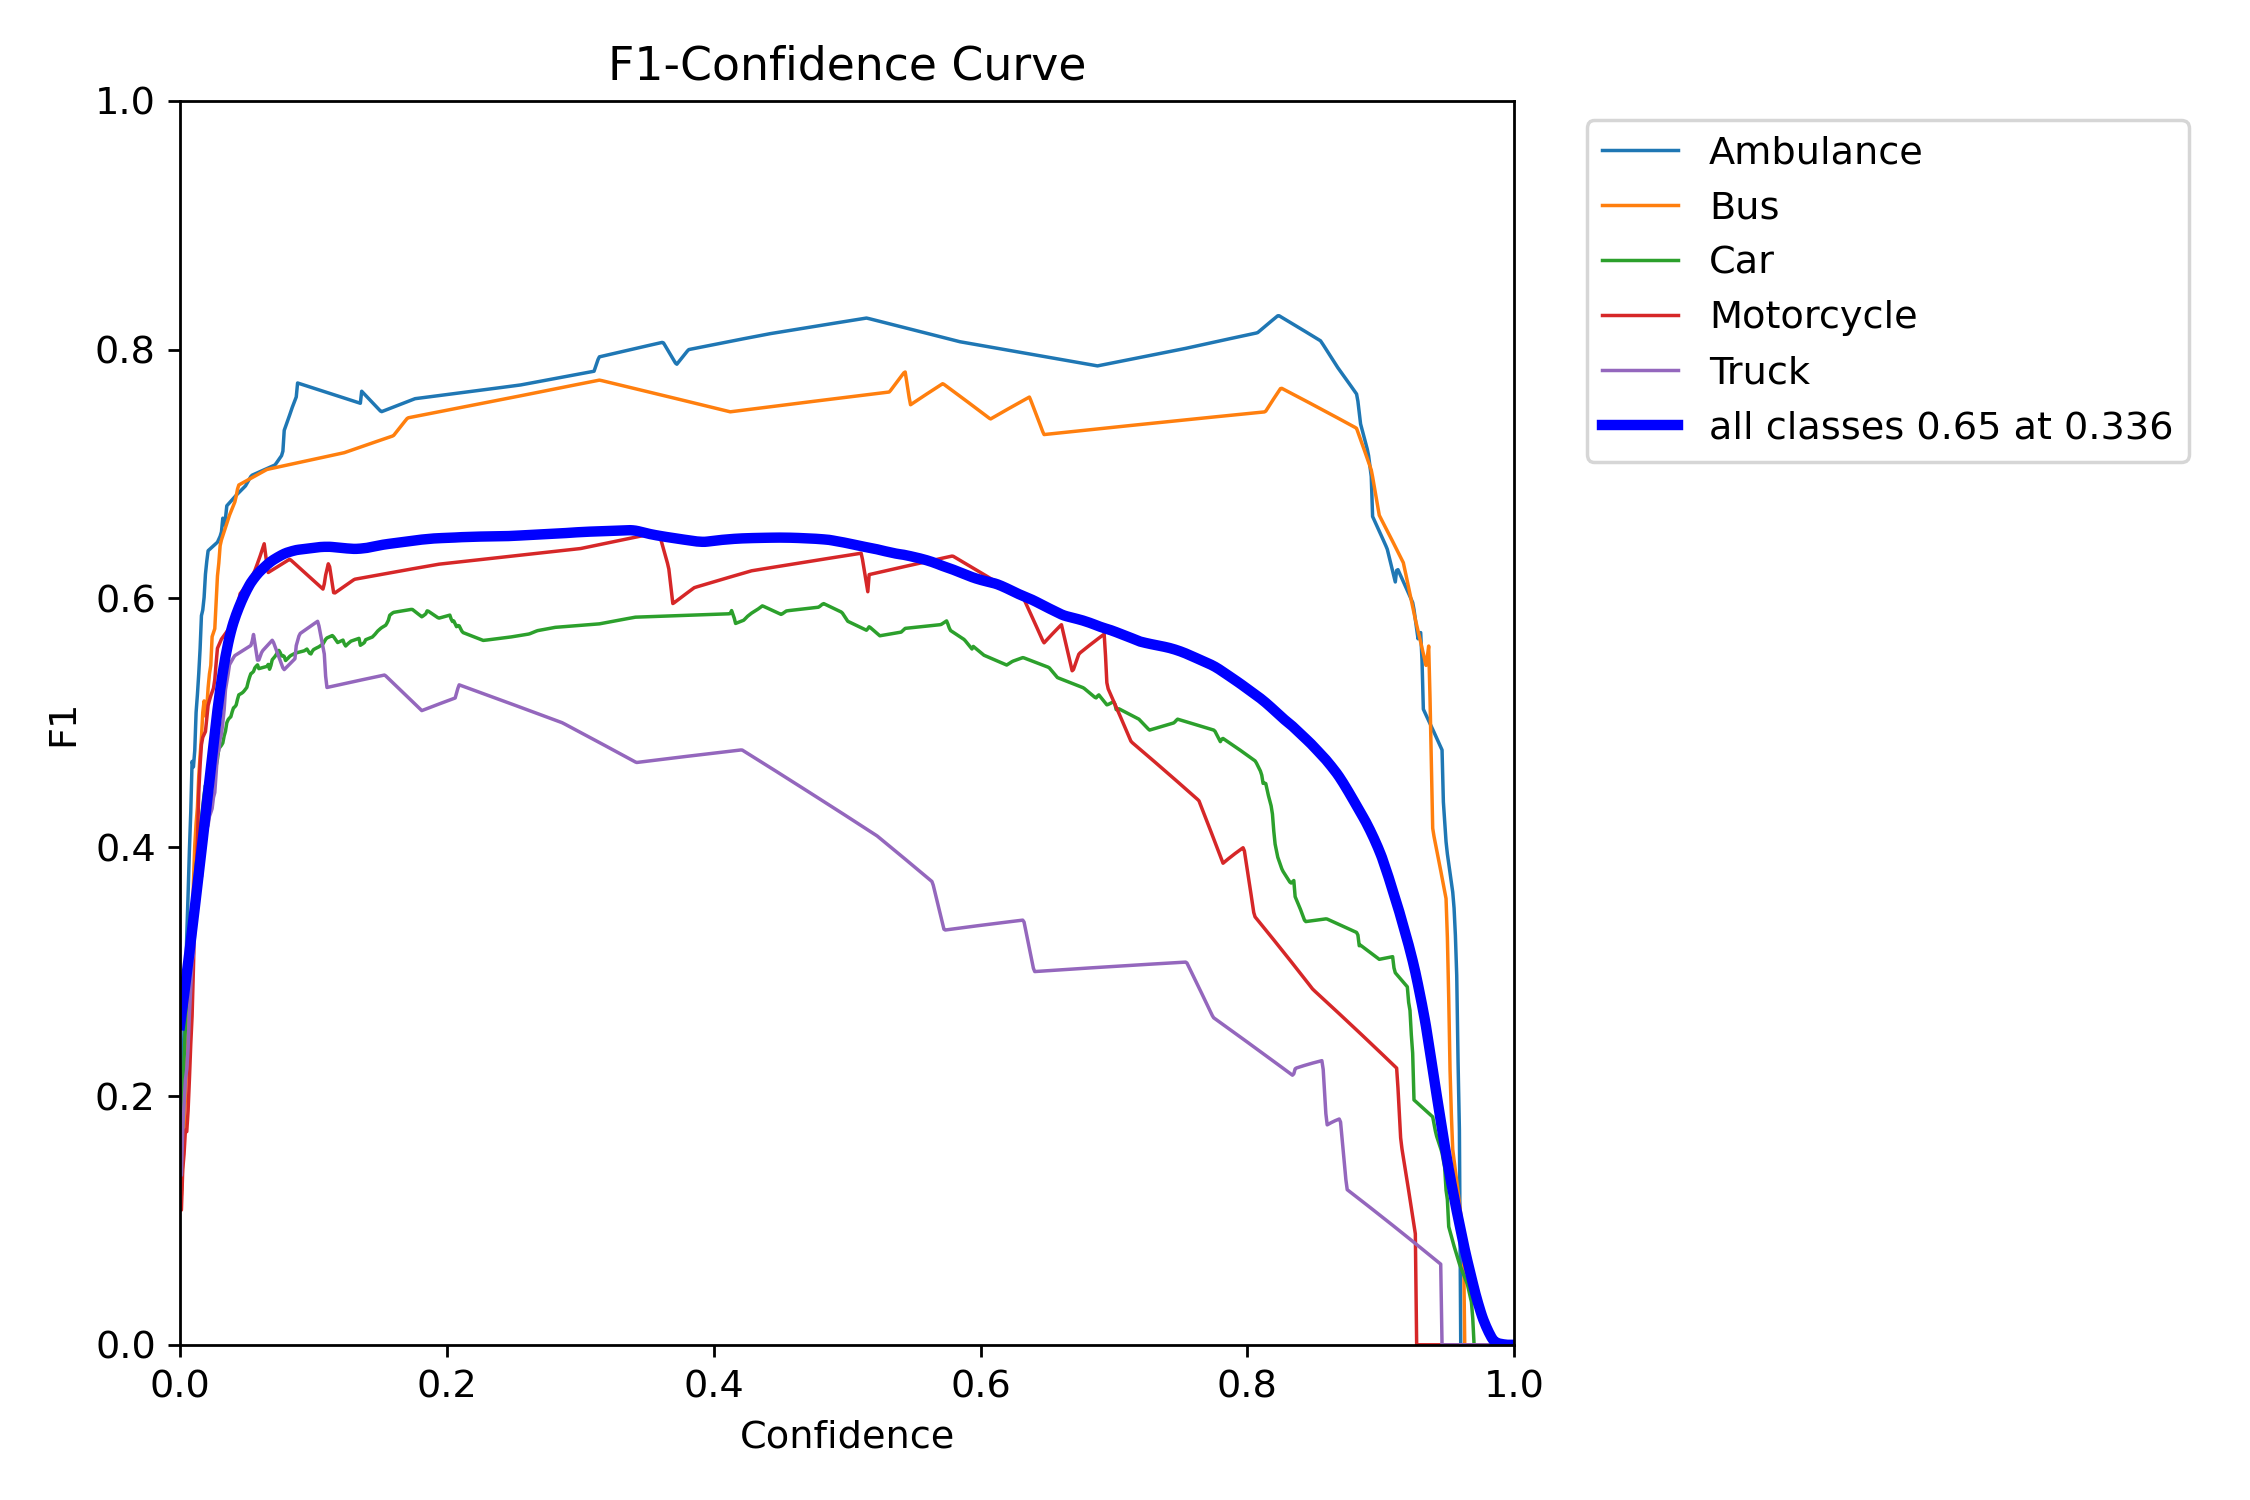 F1-Confidence Curve
1.0
0.8
0.6
0.4
0.2
0.0
F1
0.0 0.2 0.4 0.6 0.8 1.0
Confidence
Ambulance
Bus
Car
Motorcycle
Truck
all classes 0.65 at 0.336